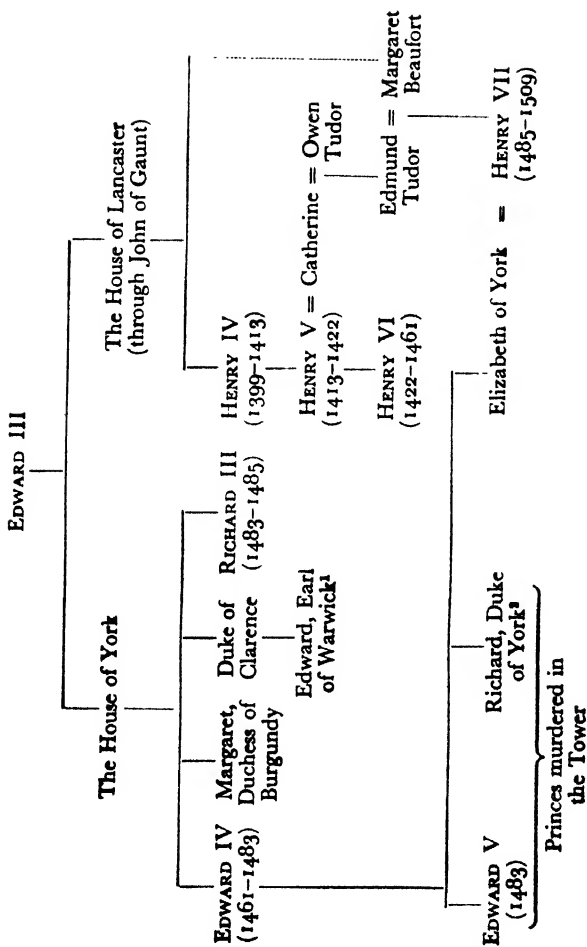 EDWARD III
The House of York
The House of Lancaster
(through John of Gaunt)
EDWARD IV
(1461–1483)
Margaret,
Duchess of
Burgundy
Duke of
Clarence
RICHARD III
(1483–1485)
HENRY IV
(1399–1413)
Edward, Earl
of Warwick¹
HENRY V = Catherine = Owen
(1413–1422)
Tudor
HENRY VI
(1422–1461)
Edmund = Margaret
Tudor
Beaufort
EDWARD V
(1483)
Richard, Duke
of York²
Elizabeth of York = HENRY VII
(1485–1509)
Princes murdered in
the Tower